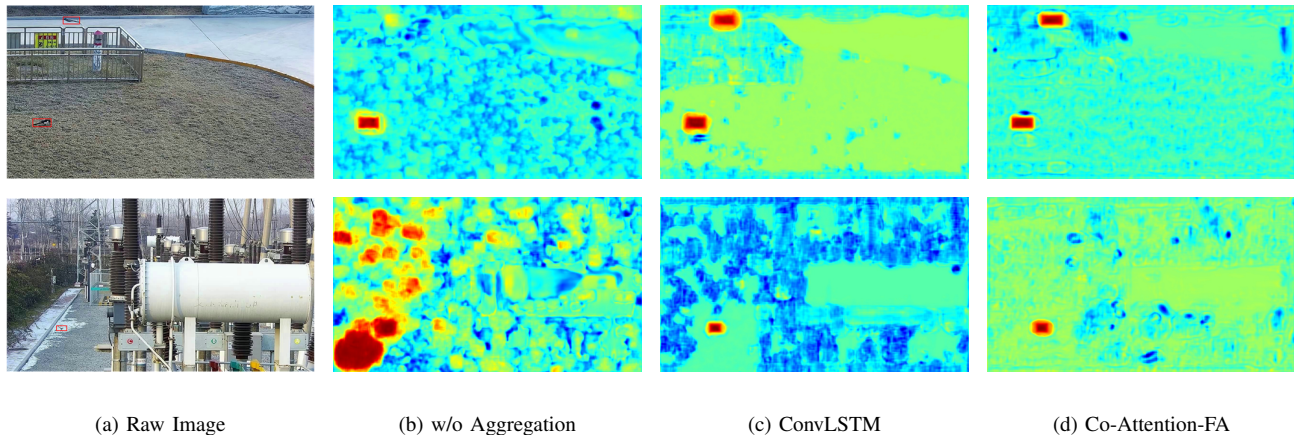 (a) Raw Image
(b) w/o Aggregation
(c) ConvLSTM
(d) Co-Attention-FA